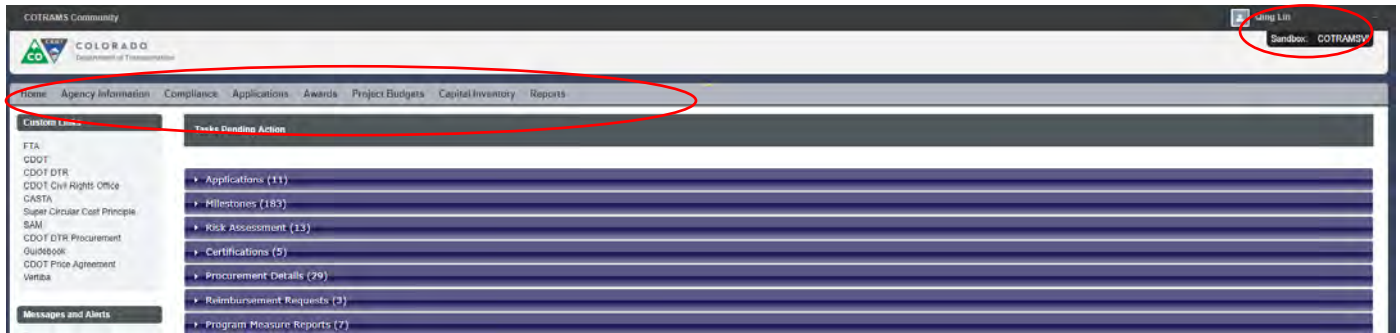 COTRAMS Community
Qing Lin
Sandbox: COTRAMSVF
COLORADO
Department of Transportation
Home Agency Information Compliance Applications Awards Project Budgets Capital Inventory Reports
Custom Links
Tasks Pending Action
FTA
CDOT
CDOT DTR
CDOT Civil Rights Office
CASTA
Super Circular Cost Principle
SAM
CDOT DTR Procurement
Guidebook
CDOT Price Agreement
Vertiba
Messages and Alerts
Applications (11)
Milestones (183)
Risk Assessment (13)
Certifications (5)
Procurement Details (29)
Reimbursement Requests (3)
Program Measure Reports (7)